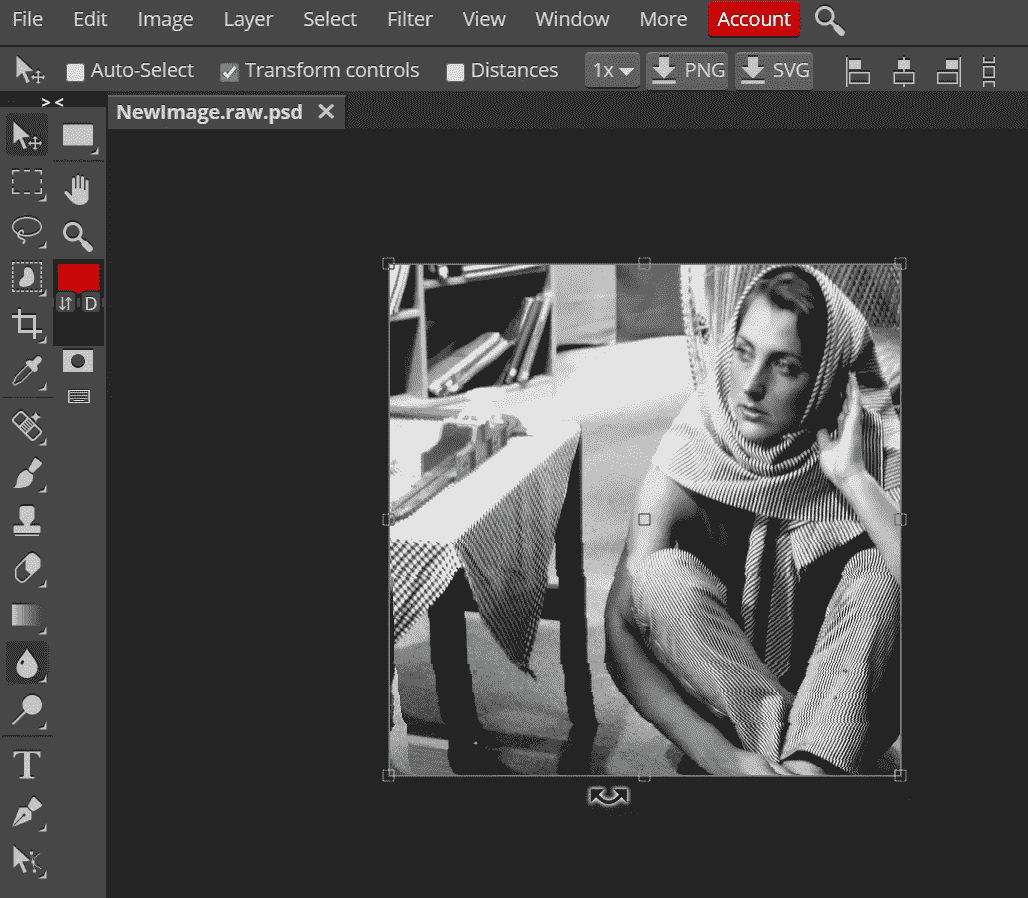 File Edit Image Layer Select Filter View Window More Account
Auto-Select Transform controls Distances 1x PNG SVG
> <
NewImage.raw.psd ✕
D
T